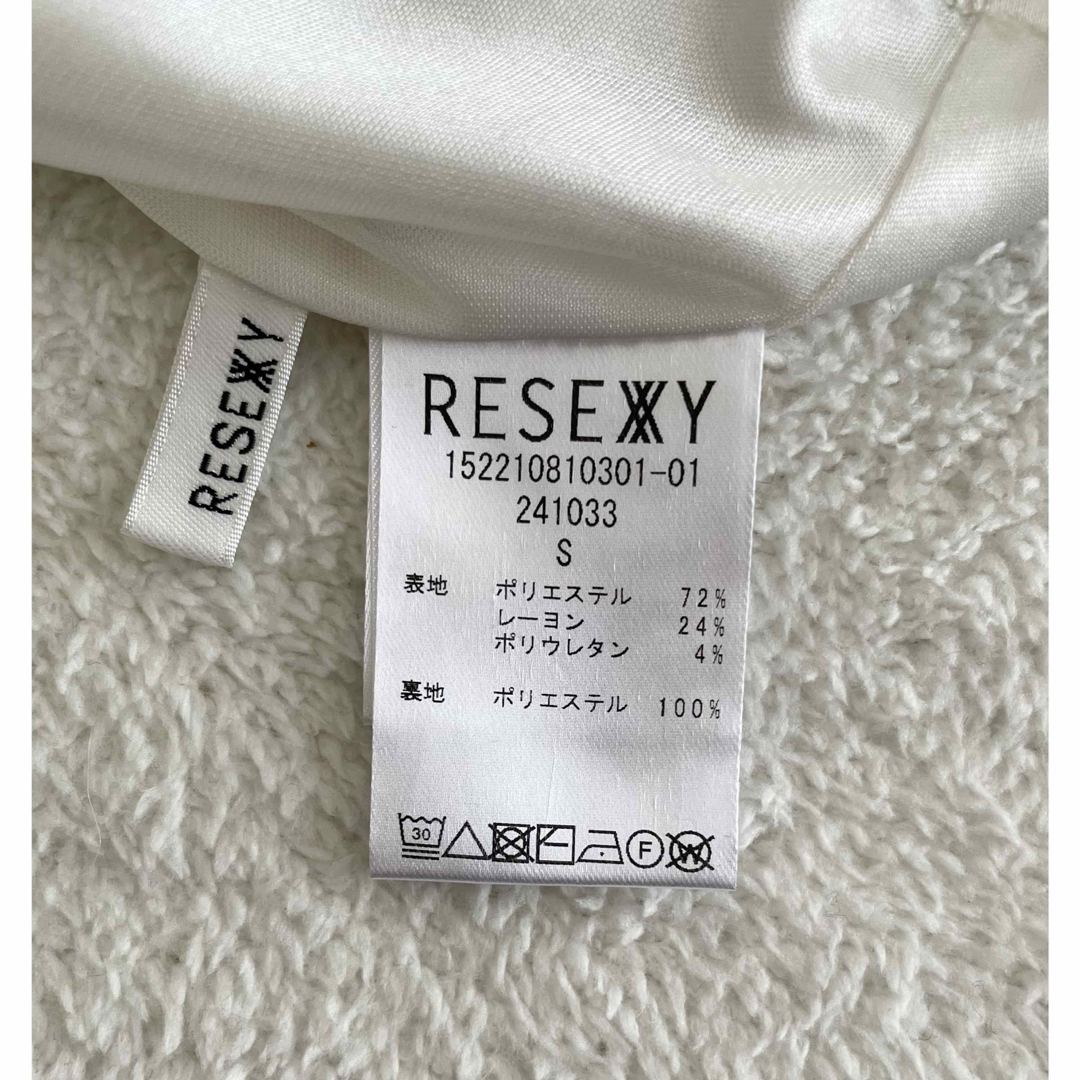 RESEXXY
RESEXXY
152210810301-01
241033
S
表地 ポリエステル 72%
レーヨン 24%
ポリウレタン 4%
裏地 ポリエステル 100%
30 F W